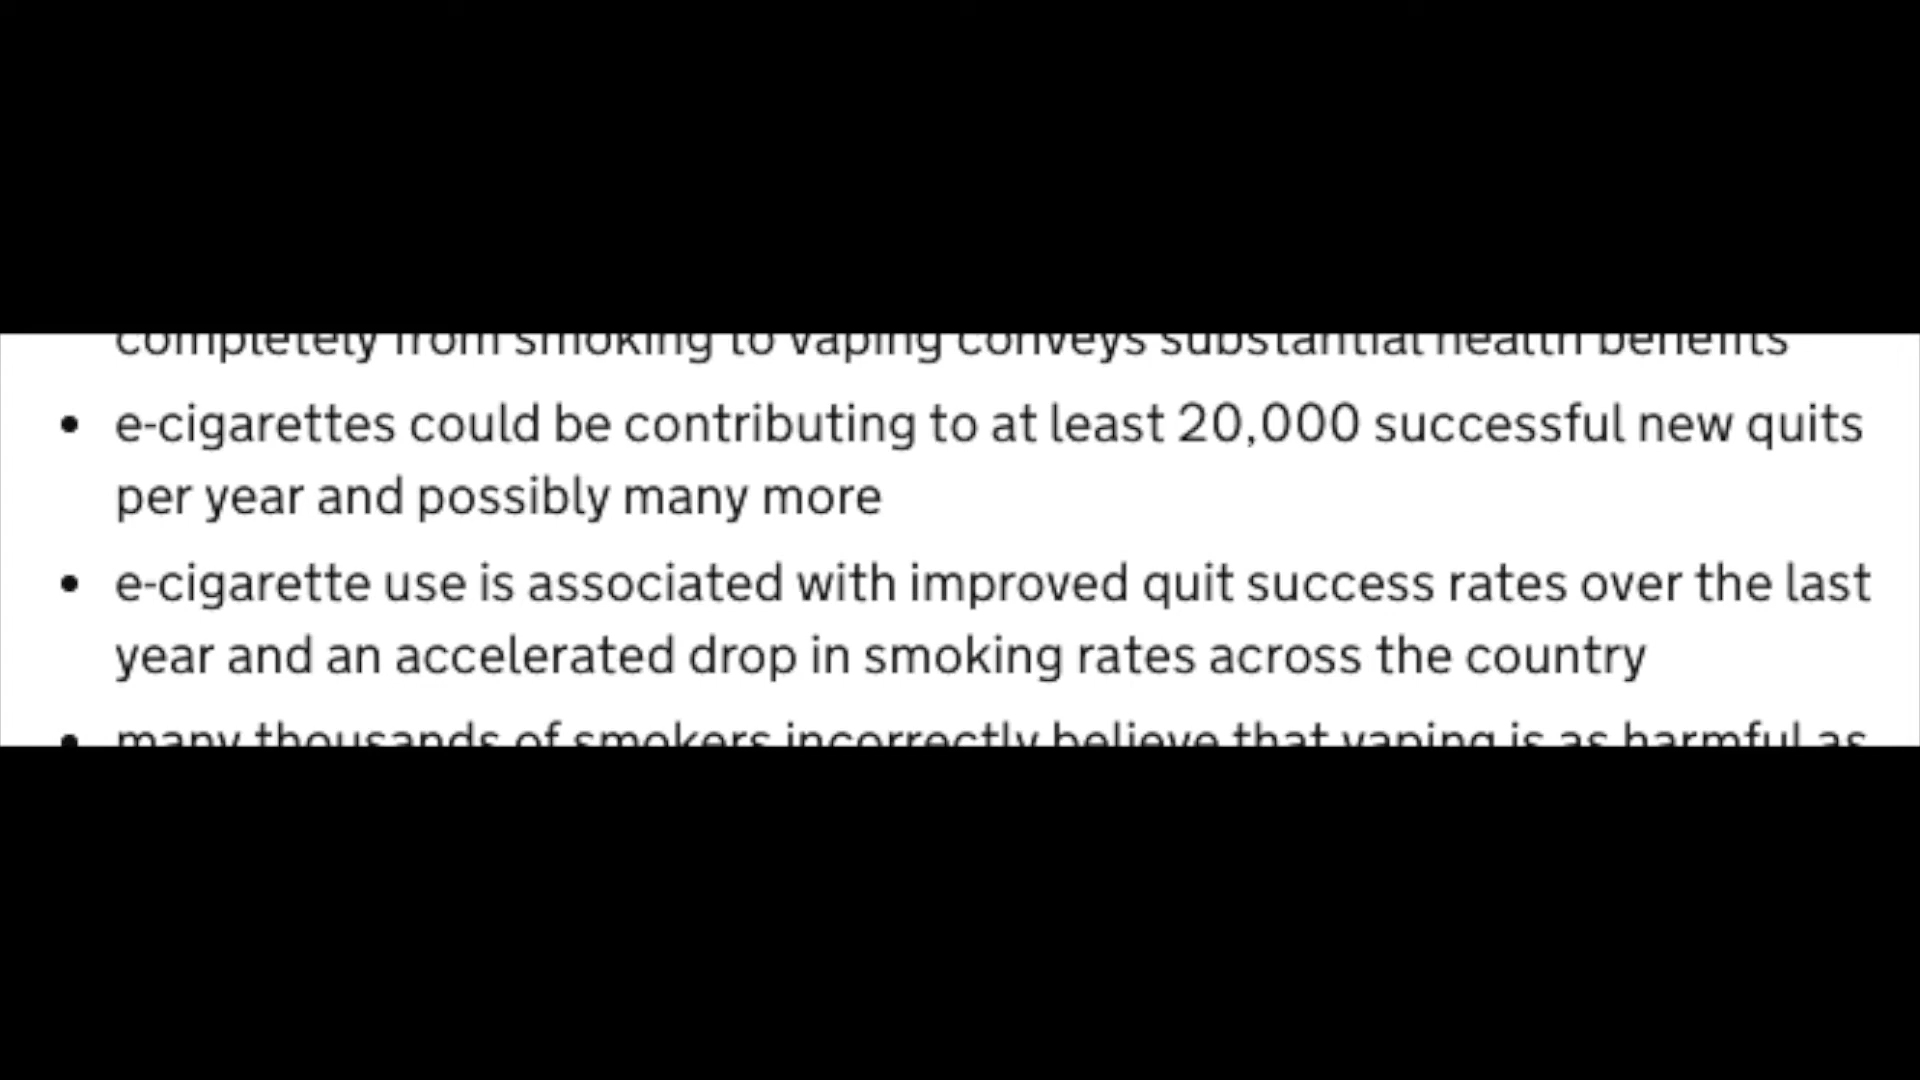 completely from smoking to vaping conveys substantial health benefits
• e-cigarettes could be contributing to at least 20,000 successful new quits
per year and possibly many more
• e-cigarette use is associated with improved quit success rates over the last
year and an accelerated drop in smoking rates across the country
• many thousands of smokers incorrectly believe that vaping is as harmful as